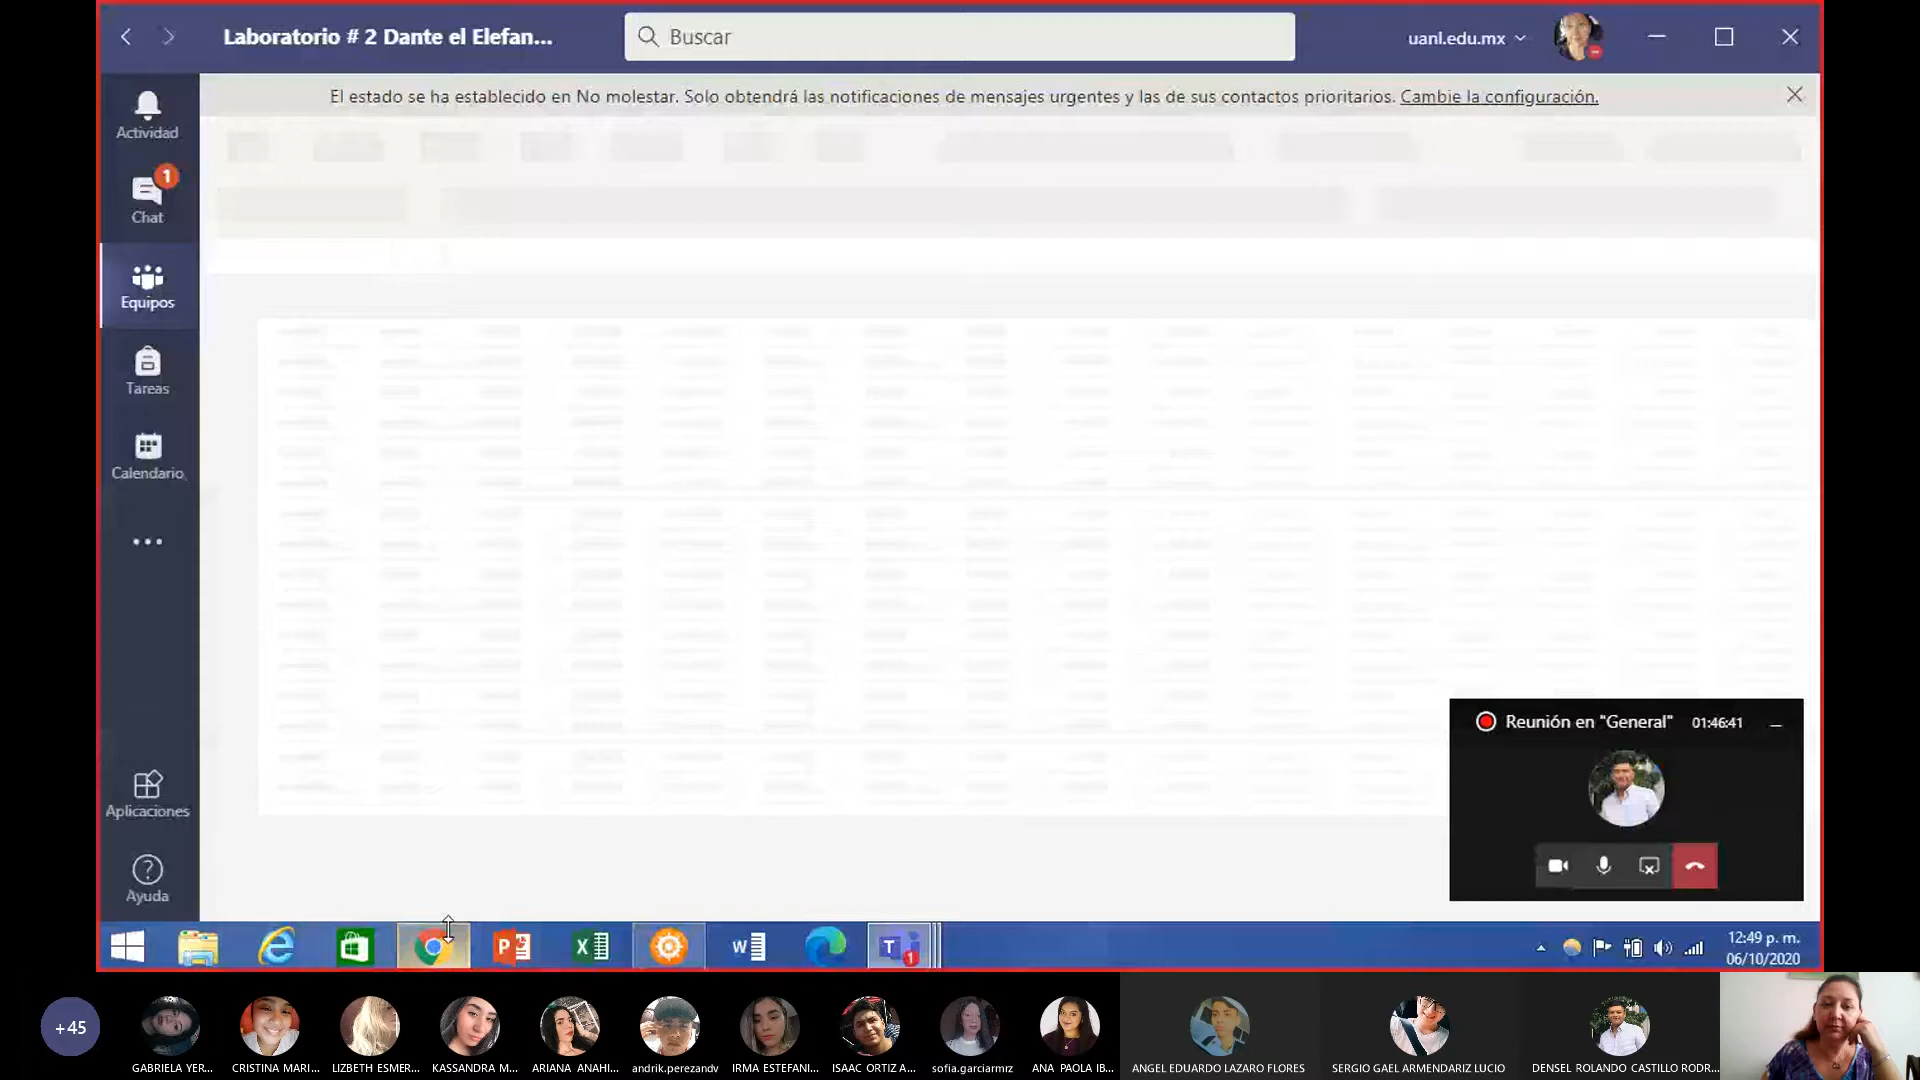 Laboratorio # 2 Dante el Elefan...
Buscar
uanl.edu.mx
El estado se ha establecido en No molestar. Solo obtendrá las notificaciones de mensajes urgentes y las de sus contactos prioritarios. Cambie la configuración.
Actividad
1
Chat
Equipos
Tareas
Calendario
Aplicaciones
Ayuda
Reunión en "General" 01:46:41
1
12:49 p. m.
06/10/2020
+45
GABRIELA YER...
CRISTINA MARI...
LIZBETH ESMER...
KASSANDRA M...
ARIANA ANAHI...
andrik.perezandv
IRMA ESTEFANI...
ISAAC ORTIZ A...
sofia.garciarmrz
ANA PAOLA IB...
ANGEL EDUARDO LAZARO FLORES
SERGIO GAEL ARMENDARIZ LUCIO
DENSEL ROLANDO CASTILLO RODR...